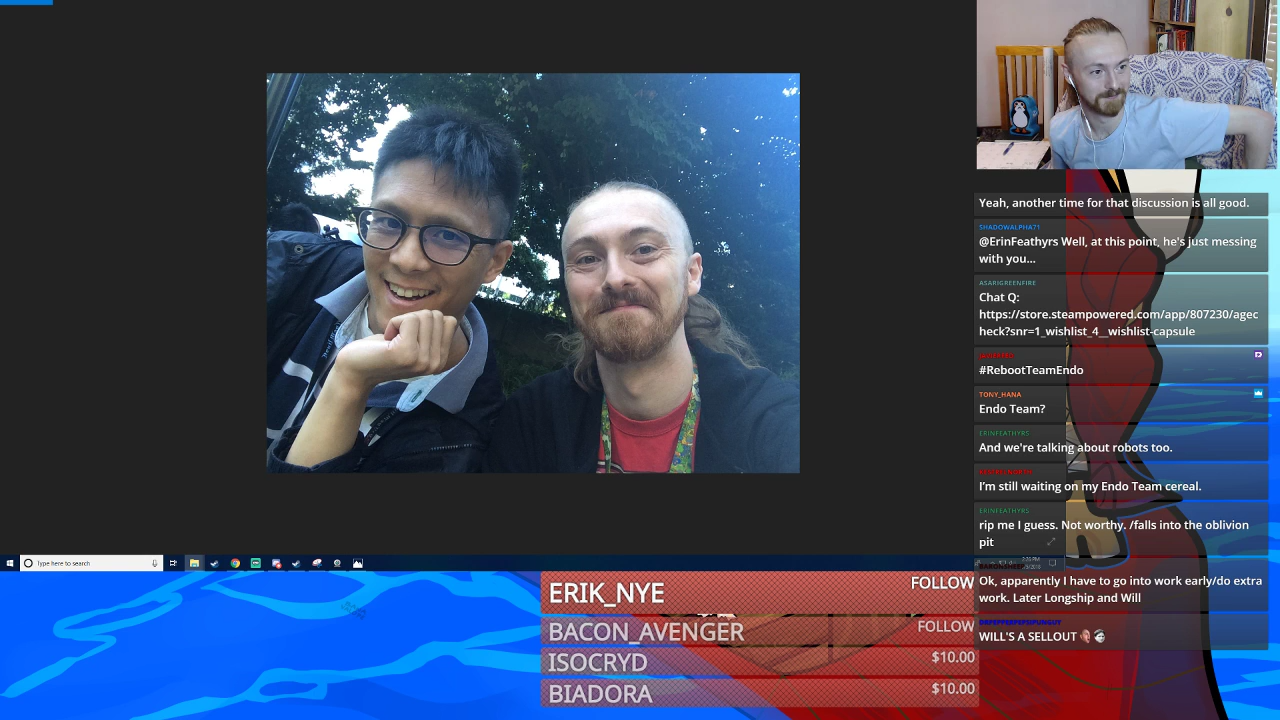 Yeah, another time for that discussion is all good.
SHADOWALPHA71
@ErinFeathyrs Well, at this point, he's just messing
with you...
ASARIGREENFIRE
Chat Q:
https://store.steampowered.com/app/807230/agec
heck?snr=1_wishlist_4__wishlist-capsule
#RebootTeamEndo
TONY_HANA
Endo Team?
ERINFEATHYRS
And we're talking about robots too.
I'm still waiting on my Endo Team cereal.
ERINFEATHYRS
rip me I guess. Not worthy. /falls into the oblivion
pit
Ok, apparently I have to go into work early/do extra
work. Later Longship and Will
WILL'S A SELLOUT
Type here to search
ERIK_NYE FOLLOW
BACON_AVENGER FOLLOW
ISOCRYD $10.00
BIADORA $10.00